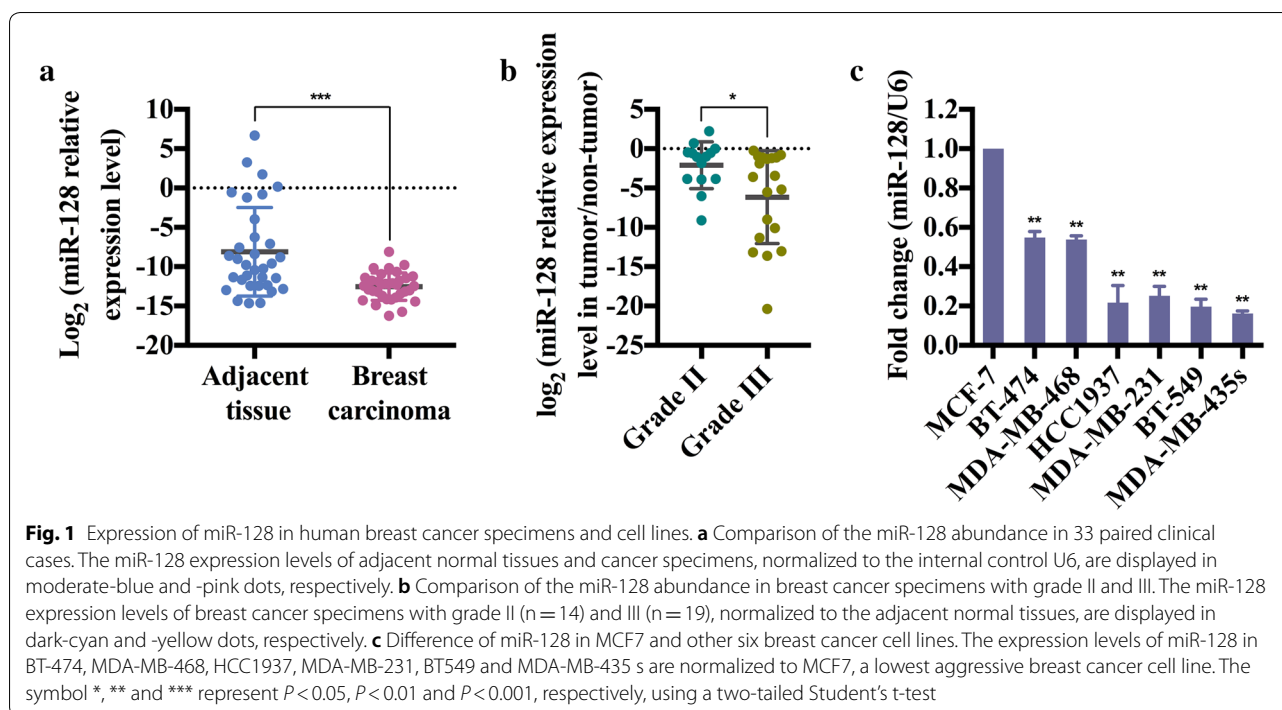 a
***
Log2 (miR-128 relative
expression level)
10
5
0
-5
-10
-15
-20
Adjacent
tissue
Breast
carcinoma
b
*
log2 (miR-128 relative expression
level in tumor/non-tumor)
5
0
-5
-10
-15
-20
-25
Grade II
Grade III
c
Fold change (miR-128/U6)
1.2
1.0
0.8
0.6
0.4
0.2
0.0
**
**
**
**
**
**
MCF-7
BT-474
MDA-MB-468
HCC1937
MDA-MB-231
BT-549
MDA-MB-435s
Fig. 1 Expression of miR-128 in human breast cancer specimens and cell lines. a Comparison of the miR-128 abundance in 33 paired clinical
cases. The miR-128 expression levels of adjacent normal tissues and cancer specimens, normalized to the internal control U6, are displayed in
moderate-blue and -pink dots, respectively. b Comparison of the miR-128 abundance in breast cancer specimens with grade II and III. The miR-128
expression levels of breast cancer specimens with grade II (n = 14) and III (n = 19), normalized to the adjacent normal tissues, are displayed in
dark-cyan and -yellow dots, respectively. c Difference of miR-128 in MCF7 and other six breast cancer cell lines. The expression levels of miR-128 in
BT-474, MDA-MB-468, HCC1937, MDA-MB-231, BT549 and MDA-MB-435 s are normalized to MCF7, a lowest aggressive breast cancer cell line. The
symbol *, ** and *** represent P < 0.05, P < 0.01 and P < 0.001, respectively, using a two-tailed Student's t-test